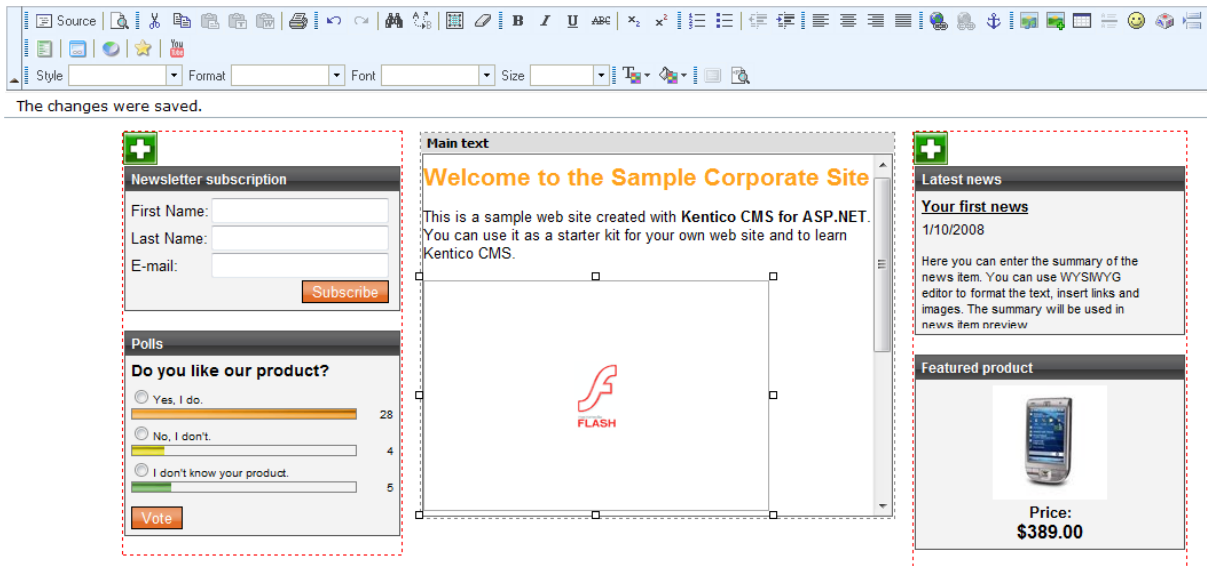 Source
B I U ABC x₂ x²
You Tube
Style Format Font Size
The changes were saved.
Newsletter subscription
First Name:
Last Name:
E-mail:
Subscribe
Polls
Do you like our product?
Yes, I do.
28
No, I don't.
4
I don't know your product.
5
Vote
Main text
Welcome to the Sample Corporate Site
This is a sample web site created with Kentico CMS for ASP.NET.
You can use it as a starter kit for your own web site and to learn
Kentico CMS.
FLASH
Latest news
Your first news
1/10/2008
Here you can enter the summary of the
news item. You can use WYSIWYG
editor to format the text, insert links and
images. The summary will be used in
news item preview
Featured product
Price:
$389.00